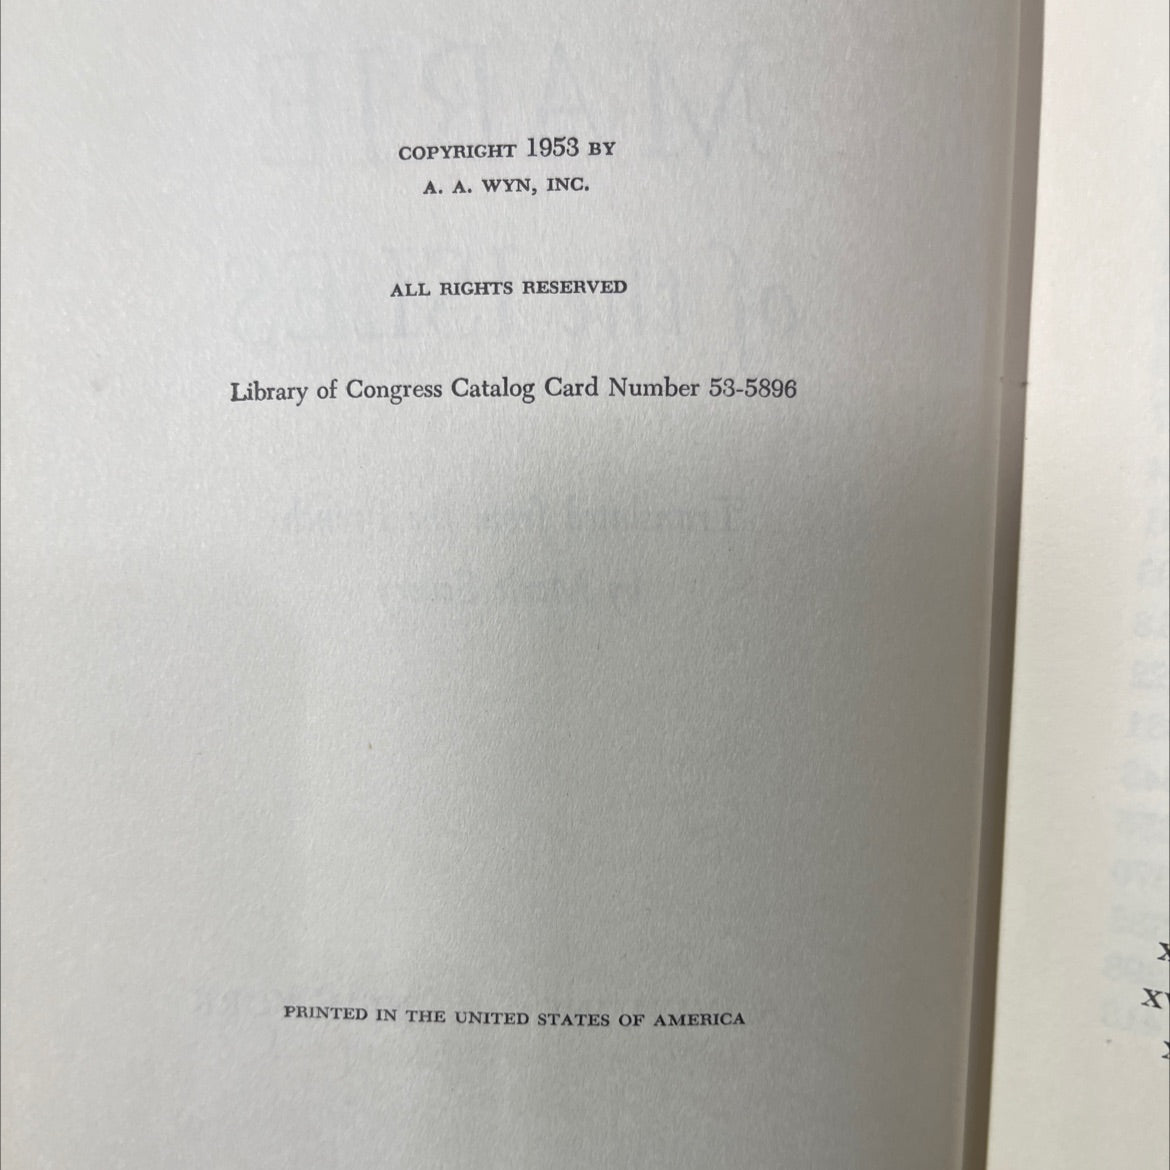 COPYRIGHT 1953 BY
A. A. WYN, INC.
ALL RIGHTS RESERVED
Library of Congress Catalog Card Number 53-5896
PRINTED IN THE UNITED STATES OF AMERICA